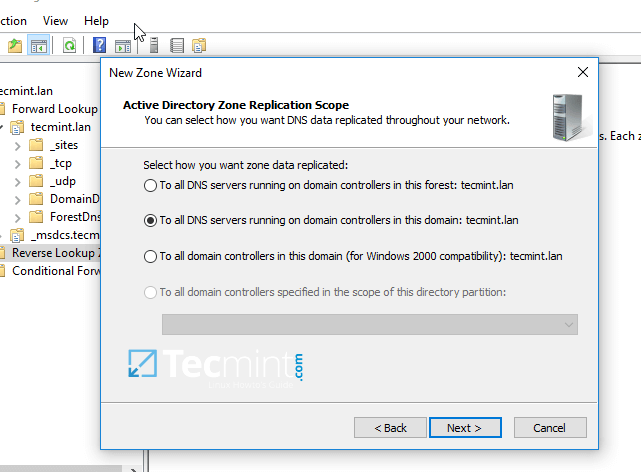 ction View Help
New Zone Wizard
Active Directory Zone Replication Scope
You can select how you want DNS data replicated throughout your network.
ecmint.lan
Forward Lookup
tecmint.lan
_sites
_tcp
_udp
DomainD
ForestDns
_msdcs.tecm
Reverse Lookup Z
Conditional Forw
s. Each z
Select how you want zone data replicated:
To all DNS servers running on domain controllers in this forest: tecmint.lan
To all DNS servers running on domain controllers in this domain: tecmint.lan
To all domain controllers in this domain (for Windows 2000 compatibility): tecmint.lan
To all domain controllers specified in the scope of this directory partition:
Tecmint.com
< Back Next > Cancel